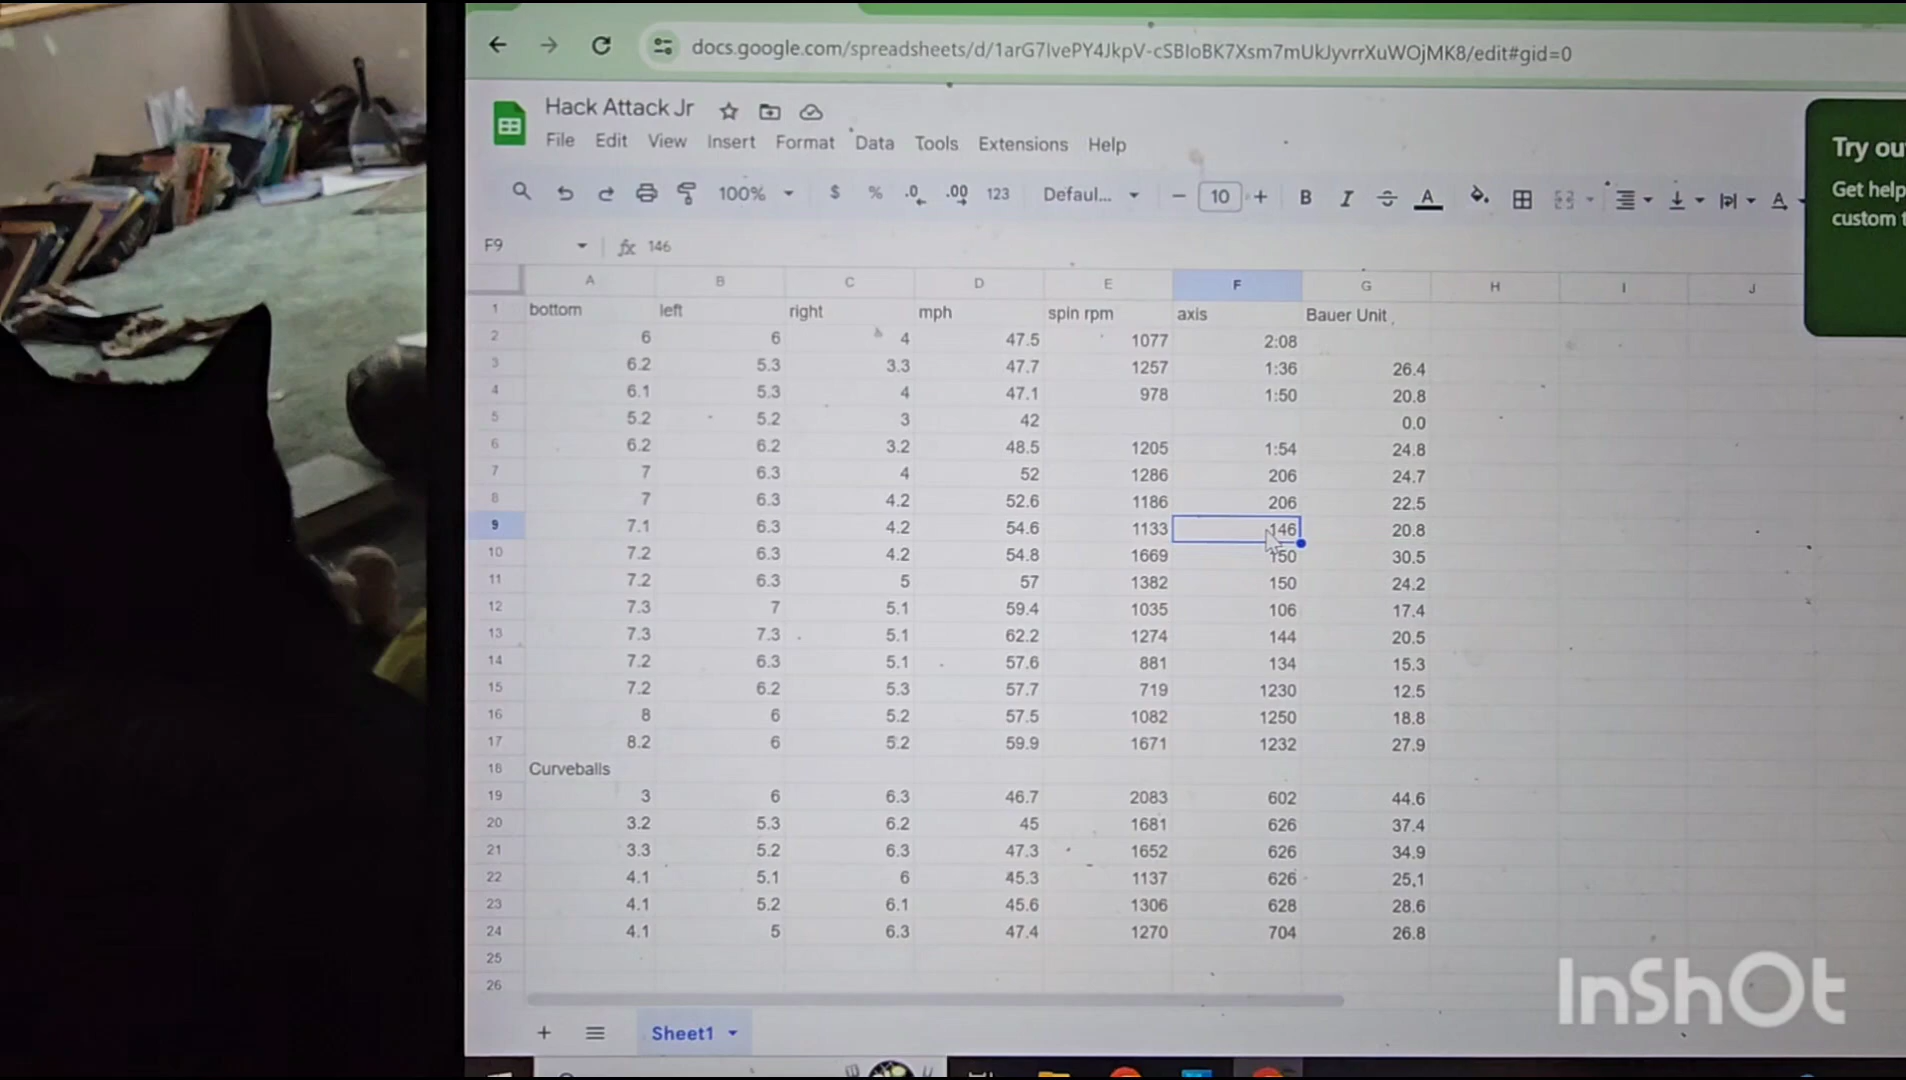 docs.google.com/spreadsheets/d/1arG7IvePY4JkpV-cSBIoBK7Xsm7mUkJyvrrXuWOjMK8/edit#gid=0
Hack Attack Jr
File Edit View Insert Format Data Tools Extensions Help
Try ou
Get help
custom t
100% $ % .0 .00 123 Defaul... − 10 + B I A A
F9 fx 146
A B C D E F G H I J
1 bottom left right mph spin rpm axis Bauer Unit
2 6 6 4 47.5 1077 2:08
3 6.2 5.3 3.3 47.7 1257 1:36 26.4
4 6.1 5.3 4 47.1 978 1:50 20.8
5 5.2 5.2 3 42 0.0
6 6.2 6.2 3.2 48.5 1205 1:54 24.8
7 7 6.3 4 52 1286 206 24.7
8 7 6.3 4.2 52.6 1186 206 22.5
9 7.1 6.3 4.2 54.6 1133 146 20.8
10 7.2 6.3 4.2 54.8 1669 150 30.5
11 7.2 6.3 5 57 1382 150 24.2
12 7.3 7 5.1 59.4 1035 106 17.4
13 7.3 7.3 5.1 62.2 1274 144 20.5
14 7.2 6.3 5.1 57.6 881 134 15.3
15 7.2 6.2 5.3 57.7 719 1230 12.5
16 8 6 5.2 57.5 1082 1250 18.8
17 8.2 6 5.2 59.9 1671 1232 27.9
18 Curveballs
19 3 6 6.3 46.7 2083 602 44.6
20 3.2 5.3 6.2 45 1681 626 37.4
21 3.3 5.2 6.3 47.3 1652 626 34.9
22 4.1 5.1 6 45.3 1137 626 25.1
23 4.1 5.2 6.1 45.6 1306 628 28.6
24 4.1 5 6.3 47.4 1270 704 26.8
25
26
+ Sheet1
InShOt